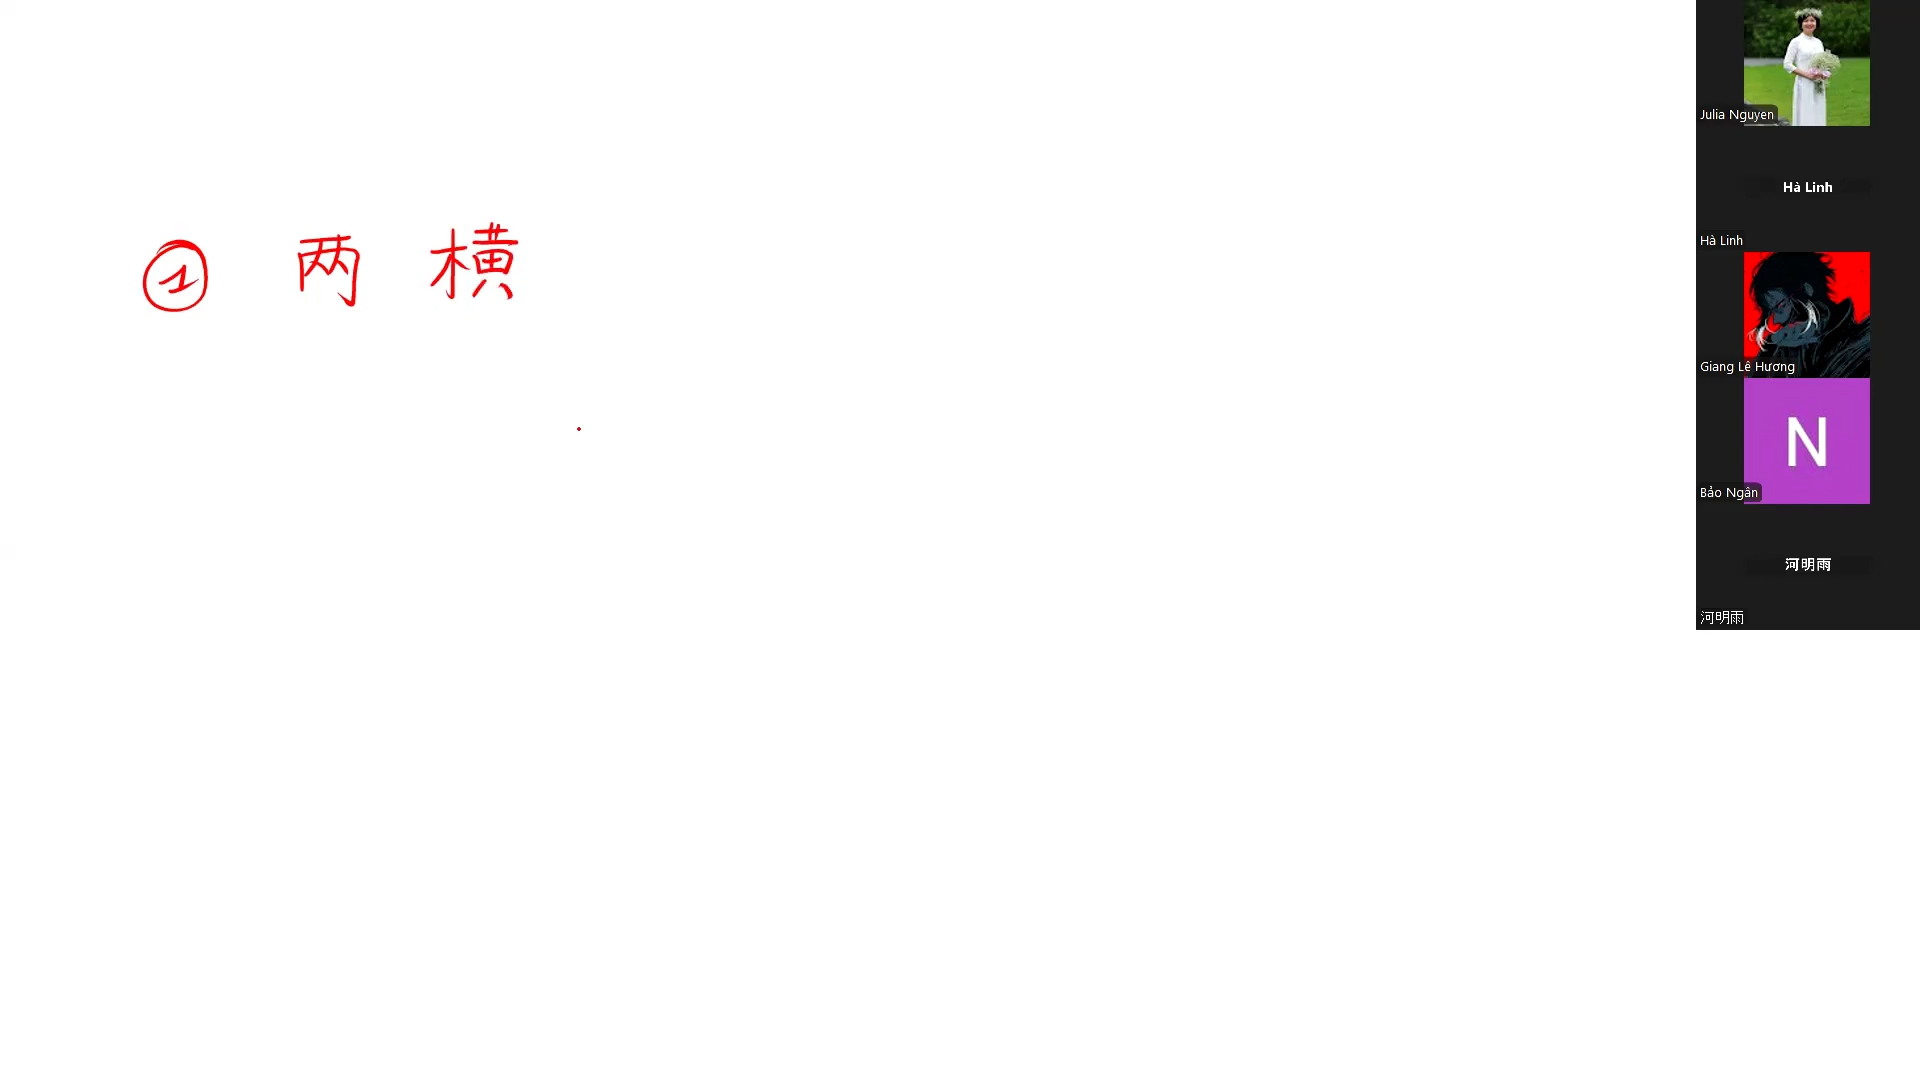 ① 两 横
Julia Nguyen
Hà Linh
Hà Linh
Giang Lê Hương
N
Bảo Ngân
河明雨
河明雨